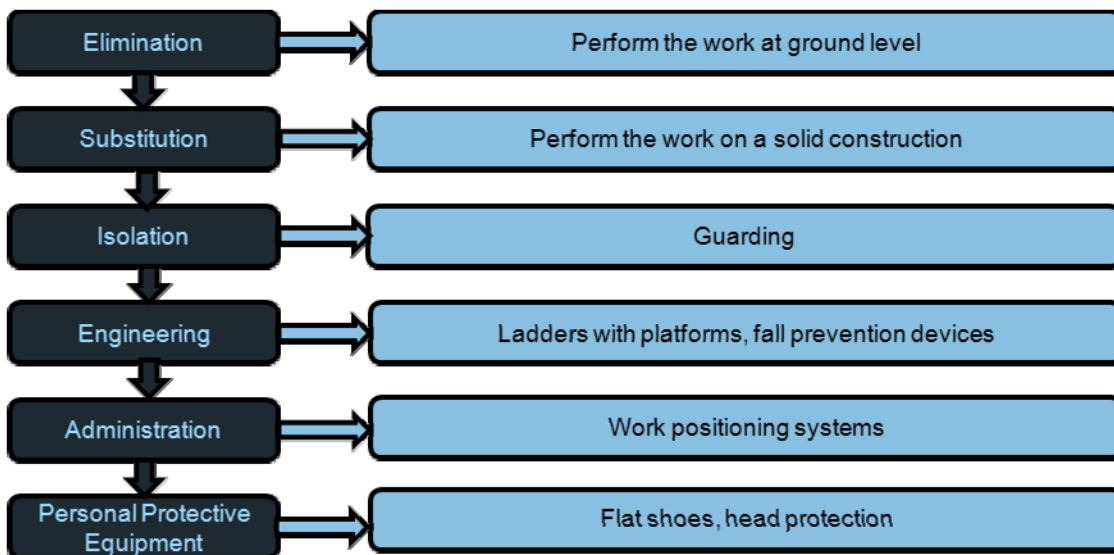 Elimination
Perform the work at ground level
Substitution
Perform the work on a solid construction
Isolation
Guarding
Engineering
Ladders with platforms, fall prevention devices
Administration
Work positioning systems
Personal Protective
Equipment
Flat shoes, head protection